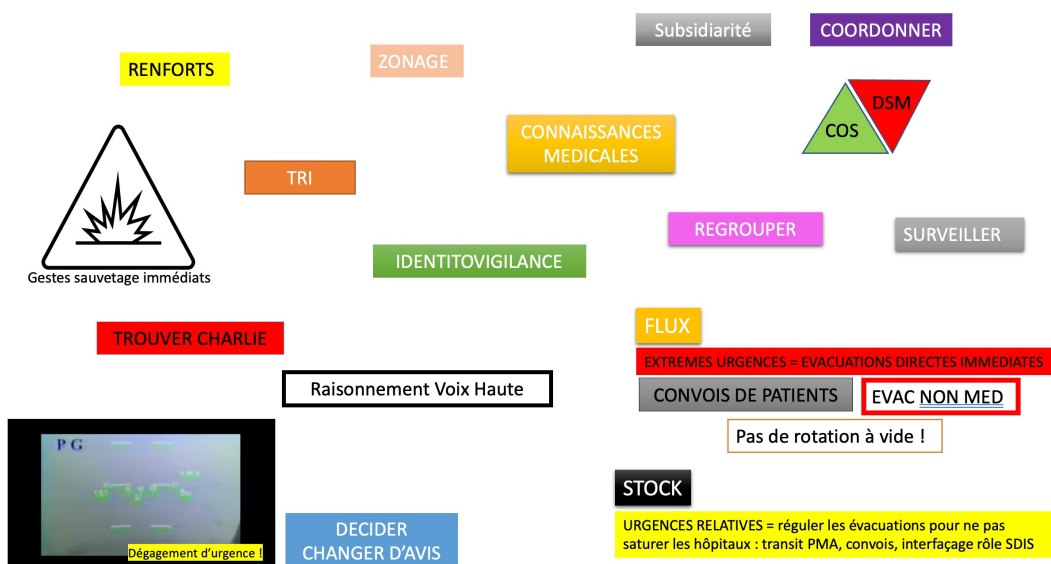 Subsidiarité
COORDONNER
RENFORTS
ZONAGE
DSM
COS
CONNAISSANCES
MEDICALES
TRI
REGROUPER
SURVEILLER
IDENTITOVIGILANCE
Gestes sauvetage immédiats
TROUVER CHARLIE
FLUX
EXTREMES URGENCES = EVACUATIONS DIRECTES IMMEDIATES
Raisonnement Voix Haute
CONVOIS DE PATIENTS
EVAC NON MED
Pas de rotation à vide !
P G
Dégagement d'urgence !
DECIDER
CHANGER D'AVIS
STOCK
URGENCES RELATIVES = réguler les évacuations pour ne pas
saturer les hôpitaux : transit PMA, convois, interfaçage rôle SDIS